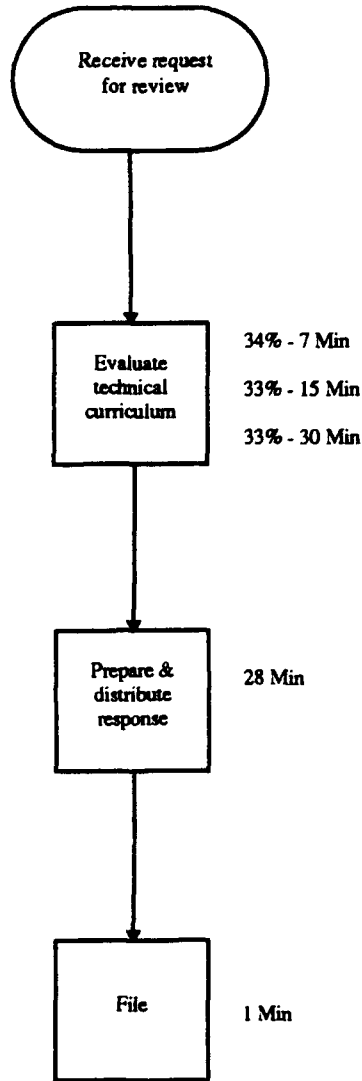 Receive request
for review
Evaluate
technical
curriculum
34% - 7 Min
33% - 15 Min
33% - 30 Min
Prepare &
distribute
response
28 Min
File
1 Min